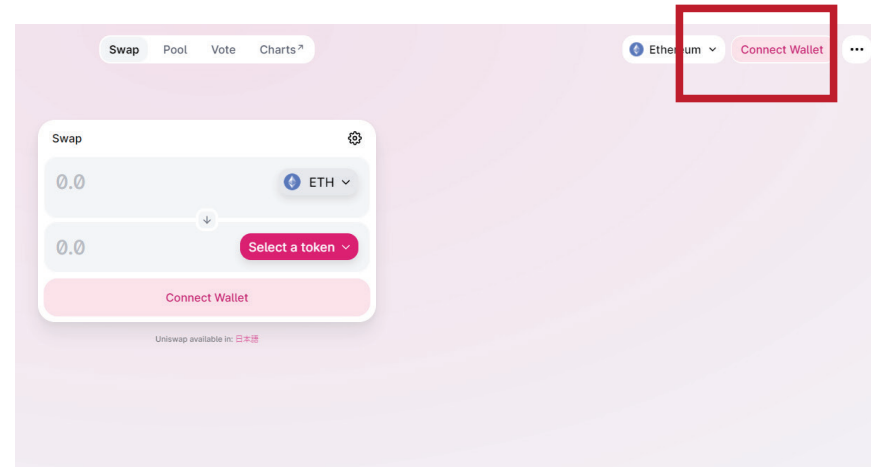 Swap Pool Vote Charts↗ Ethereum Connect Wallet ...
Swap
0.0 ETH
0.0 Select a token
Connect Wallet
Uniswap available in: 日本語